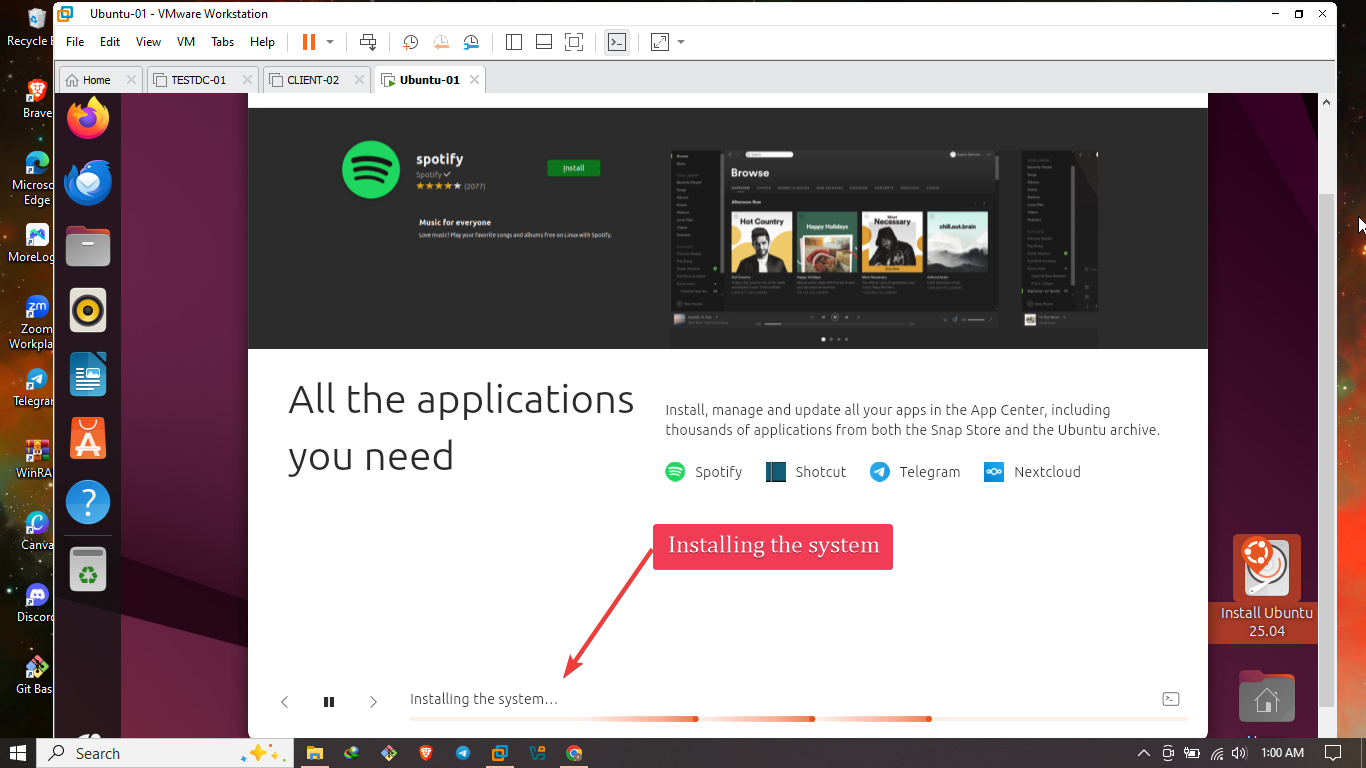 Ubuntu-01 - VMware Workstation
File Edit View VM Tabs Help
Home
TESTDC-01
CLIENT-02
Ubuntu-01
Recycle B
Brave
Microso
Edge
MoreLog
zm
Zoom
Workpla
Telegram
WinRA
Canva
Discord
Git Bas
spotify
Spotify
(2077)
Install
Music for everyone
Love music? Play your favorite songs and albums free on Linux with Spotify.
Browse
Hot Country
Happy Holidays
Most
Necessary
chill.out.brain
All the applications
you need
Install, manage and update all your apps in the App Center, including
thousands of applications from both the Snap Store and the Ubuntu archive.
Spotify
Shotcut
Telegram
Nextcloud
Installing the system
Installing the system…
Install Ubuntu
25.04
Search
1:00 AM